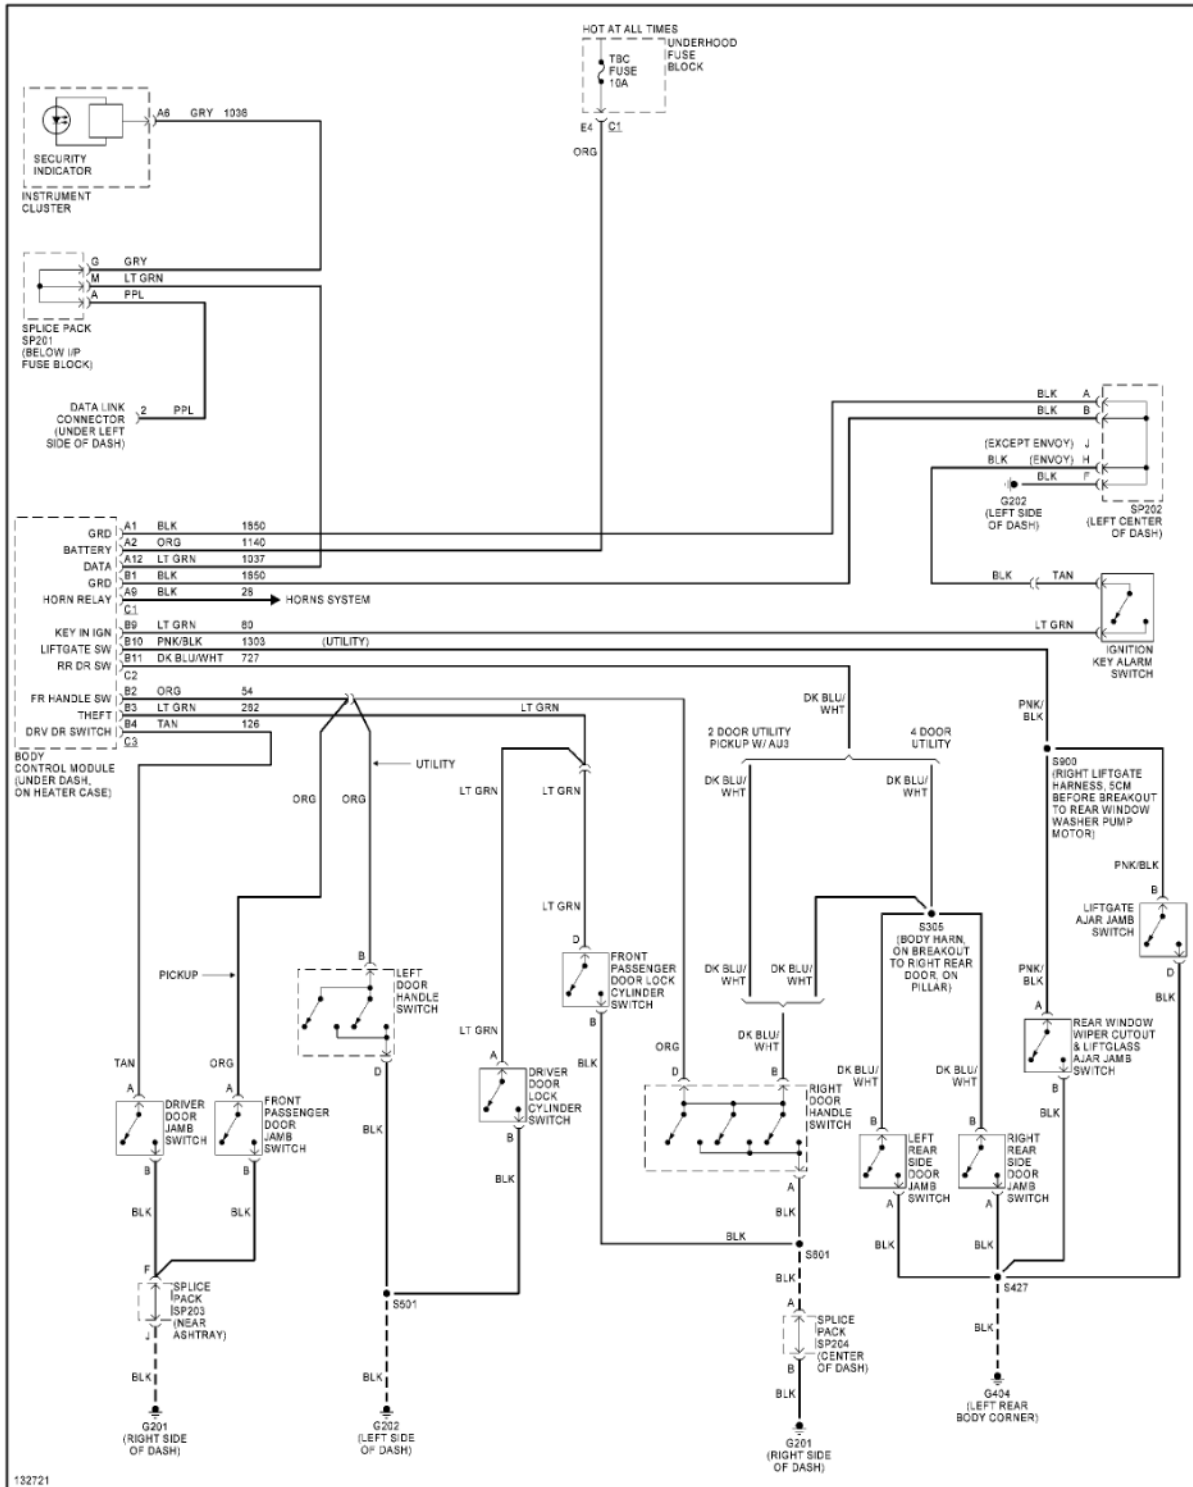 HOT AT ALL TIMES
UNDERHOOD
FUSE
BLOCK
TBC
FUSE
10A
E4 C1
ORG
A6 GRY 1036
SECURITY
INDICATOR
INSTRUMENT
CLUSTER
G GRY
M LT GRN
A PPL
SPLICE PACK
SP201
(BELOW I/P
FUSE BLOCK)
DATA LINK
CONNECTOR
(UNDER LEFT
SIDE OF DASH)
2 PPL
BLK A
BLK B
(EXCEPT ENVOY) J
BLK (ENVOY) H
BLK F
G202
(LEFT SIDE
OF DASH)
SP202
(LEFT CENTER
OF DASH)
GRD A1 BLK 1850
BATTERY A2 ORG 1140
DATA A12 LT GRN 1037
GRD B1 BLK 1850
HORN RELAY A9 BLK 28 HORNS SYSTEM
C1
KEY IN IGN B9 LT GRN 80
LIFTGATE SW B10 PNK/BLK 1303 (UTILITY)
RR DR SW B11 DK BLU/WHT 727
C2
FR HANDLE SW B2 ORG 54
THEFT B3 LT GRN 262
DRV DR SWITCH B4 TAN 126
C3
BODY
CONTROL MODULE
(UNDER DASH,
ON HEATER CASE)
BLK TAN
LT GRN
IGNITION
KEY ALARM
SWITCH
LT GRN
DK BLU/
WHT
PNK/
BLK
2 DOOR UTILITY
PICKUP W/ AU3
4 DOOR
UTILITY
UTILITY
ORG
ORG
LT GRN
LT GRN
DK BLU/
WHT
DK BLU/
WHT
S900
(RIGHT LIFTGATE
HARNESS, 5CM
BEFORE BREAKOUT
TO REAR WINDOW
WASHER PUMP
MOTOR)
PNK/BLK
B
LIFTGATE
AJAR JAMB
SWITCH
D
BLK
LT GRN
D
FRONT
PASSENGER
DOOR LOCK
CYLINDER
SWITCH
B
BLK
S305
(BODY HARN,
ON BREAKOUT
TO RIGHT REAR
DOOR, ON
PILLAR)
DK BLU/
WHT
DK BLU/
WHT
PNK/
BLK
PICKUP
B
LEFT
DOOR
HANDLE
SWITCH
D
BLK
LT GRN
A
DRIVER
DOOR
LOCK
CYLINDER
SWITCH
B
BLK
ORG
D
DK BLU/
WHT
B
RIGHT
DOOR
HANDLE
SWITCH
A
BLK
A
REAR WINDOW
WIPER CUTOUT
& LIFTGLASS
AJAR JAMB
SWITCH
B
BLK
TAN
A
DRIVER
DOOR
JAMB
SWITCH
B
BLK
ORG
A
FRONT
PASSENGER
DOOR
JAMB
SWITCH
B
BLK
DK BLU/
WHT
B
LEFT
REAR
SIDE
DOOR
JAMB
SWITCH
A
BLK
DK BLU/
WHT
B
RIGHT
REAR
SIDE
DOOR
JAMB
SWITCH
A
BLK
BLK
S601
BLK
S427
F
SPLICE
PACK
SP203
(NEAR
ASHTRAY)
J
BLK
G201
(RIGHT SIDE
OF DASH)
S501
BLK
G202
(LEFT SIDE
OF DASH)
A
SPLICE
PACK
SP204
(CENTER
OF DASH)
B
BLK
G201
(RIGHT SIDE
OF DASH)
BLK
G404
(LEFT REAR
BODY CORNER)
132721